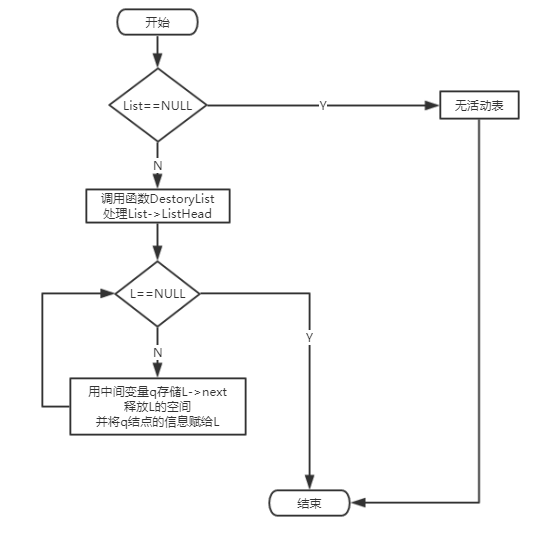 开始
List==NULL
Y
无活动表
N
调用函数DestoryList
处理List->ListHead
L==NULL
Y
N
用中间变量q存储L->next
释放L的空间
并将q结点的信息赋给L
结束